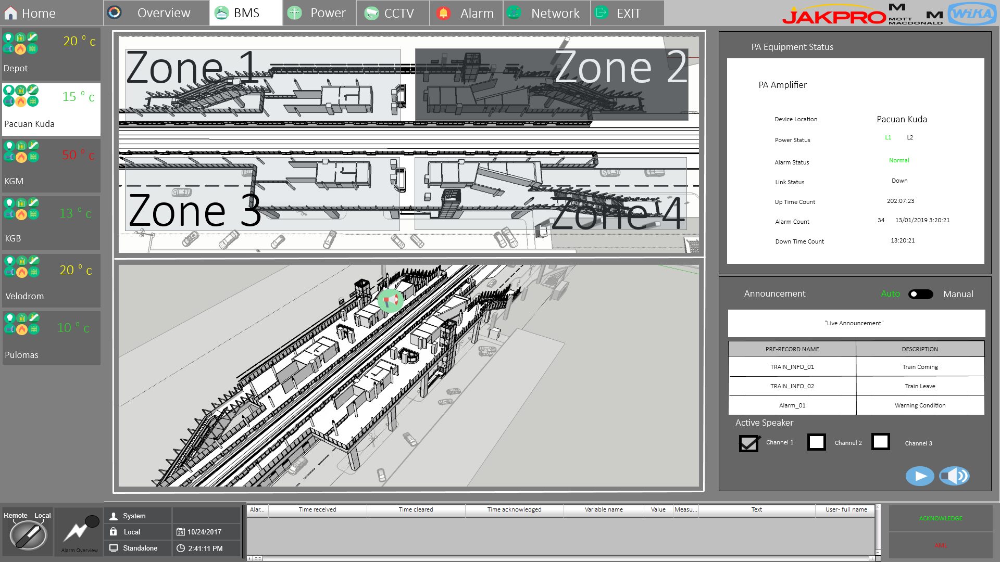 Home
Overview
BMS
Power
CCTV
Alarm
Network
EXIT
JAKPRO
M M
MOTT
MACDONALD
WiKA
20 ° c
Depot
15 ° c
Pacuan Kuda
50 ° c
KGM
13 ° c
KGB
20 ° c
Velodrom
10 ° c
Pulomas
Zone 1
Zone 2
Zone 3
Zone 4
PA Equipment Status
PA Amplifier
Device Location Pacuan Kuda
Power Status L1 L2
Alarm Status Normal
Link Status Down
Up Time Count 202:07:23
Alarm Count 34 13/01/2019 3:20:21
Down Time Count 13:20:21
Announcement Auto Manual
"Live Announcement"
PRE-RECORD NAME DESCRIPTION
TRAIN_INFO_01 Train Coming
TRAIN_INFO_02 Train Leave
Alarm_01 Warning Condition
Active Speaker
Channel 1 Channel 2 Channel 3
Remote Local
Alarm Overview
System
Local
28 10/24/2017
Standalone
2:41:11 PM
Alar... Time received Time cleared Time acknowledged Variable name Value Measu... Text User- full name
ACKNOWLEDGE
AML